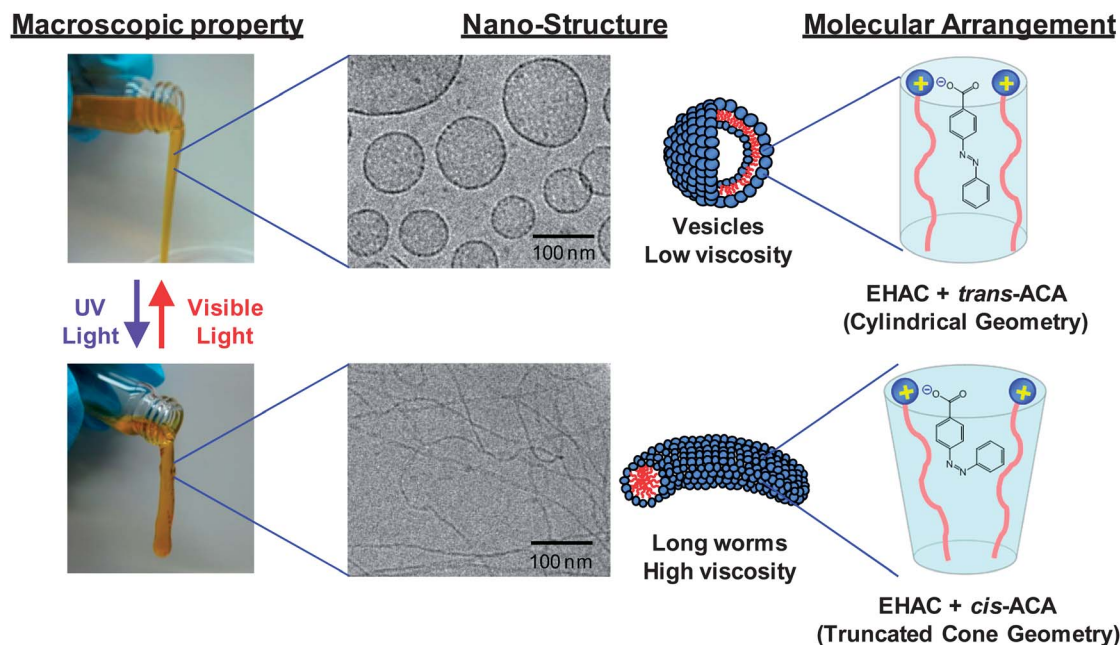 Macroscopic property
Nano-Structure
Molecular Arrangement
100 nm
Vesicles
Low viscosity
+
⊖
O
O
+
N
N
EHAC + trans-ACA
(Cylindrical Geometry)
UV
Light
Visible
Light
100 nm
Long worms
High viscosity
+
⊖
O
O
+
N
N
EHAC + cis-ACA
(Truncated Cone Geometry)